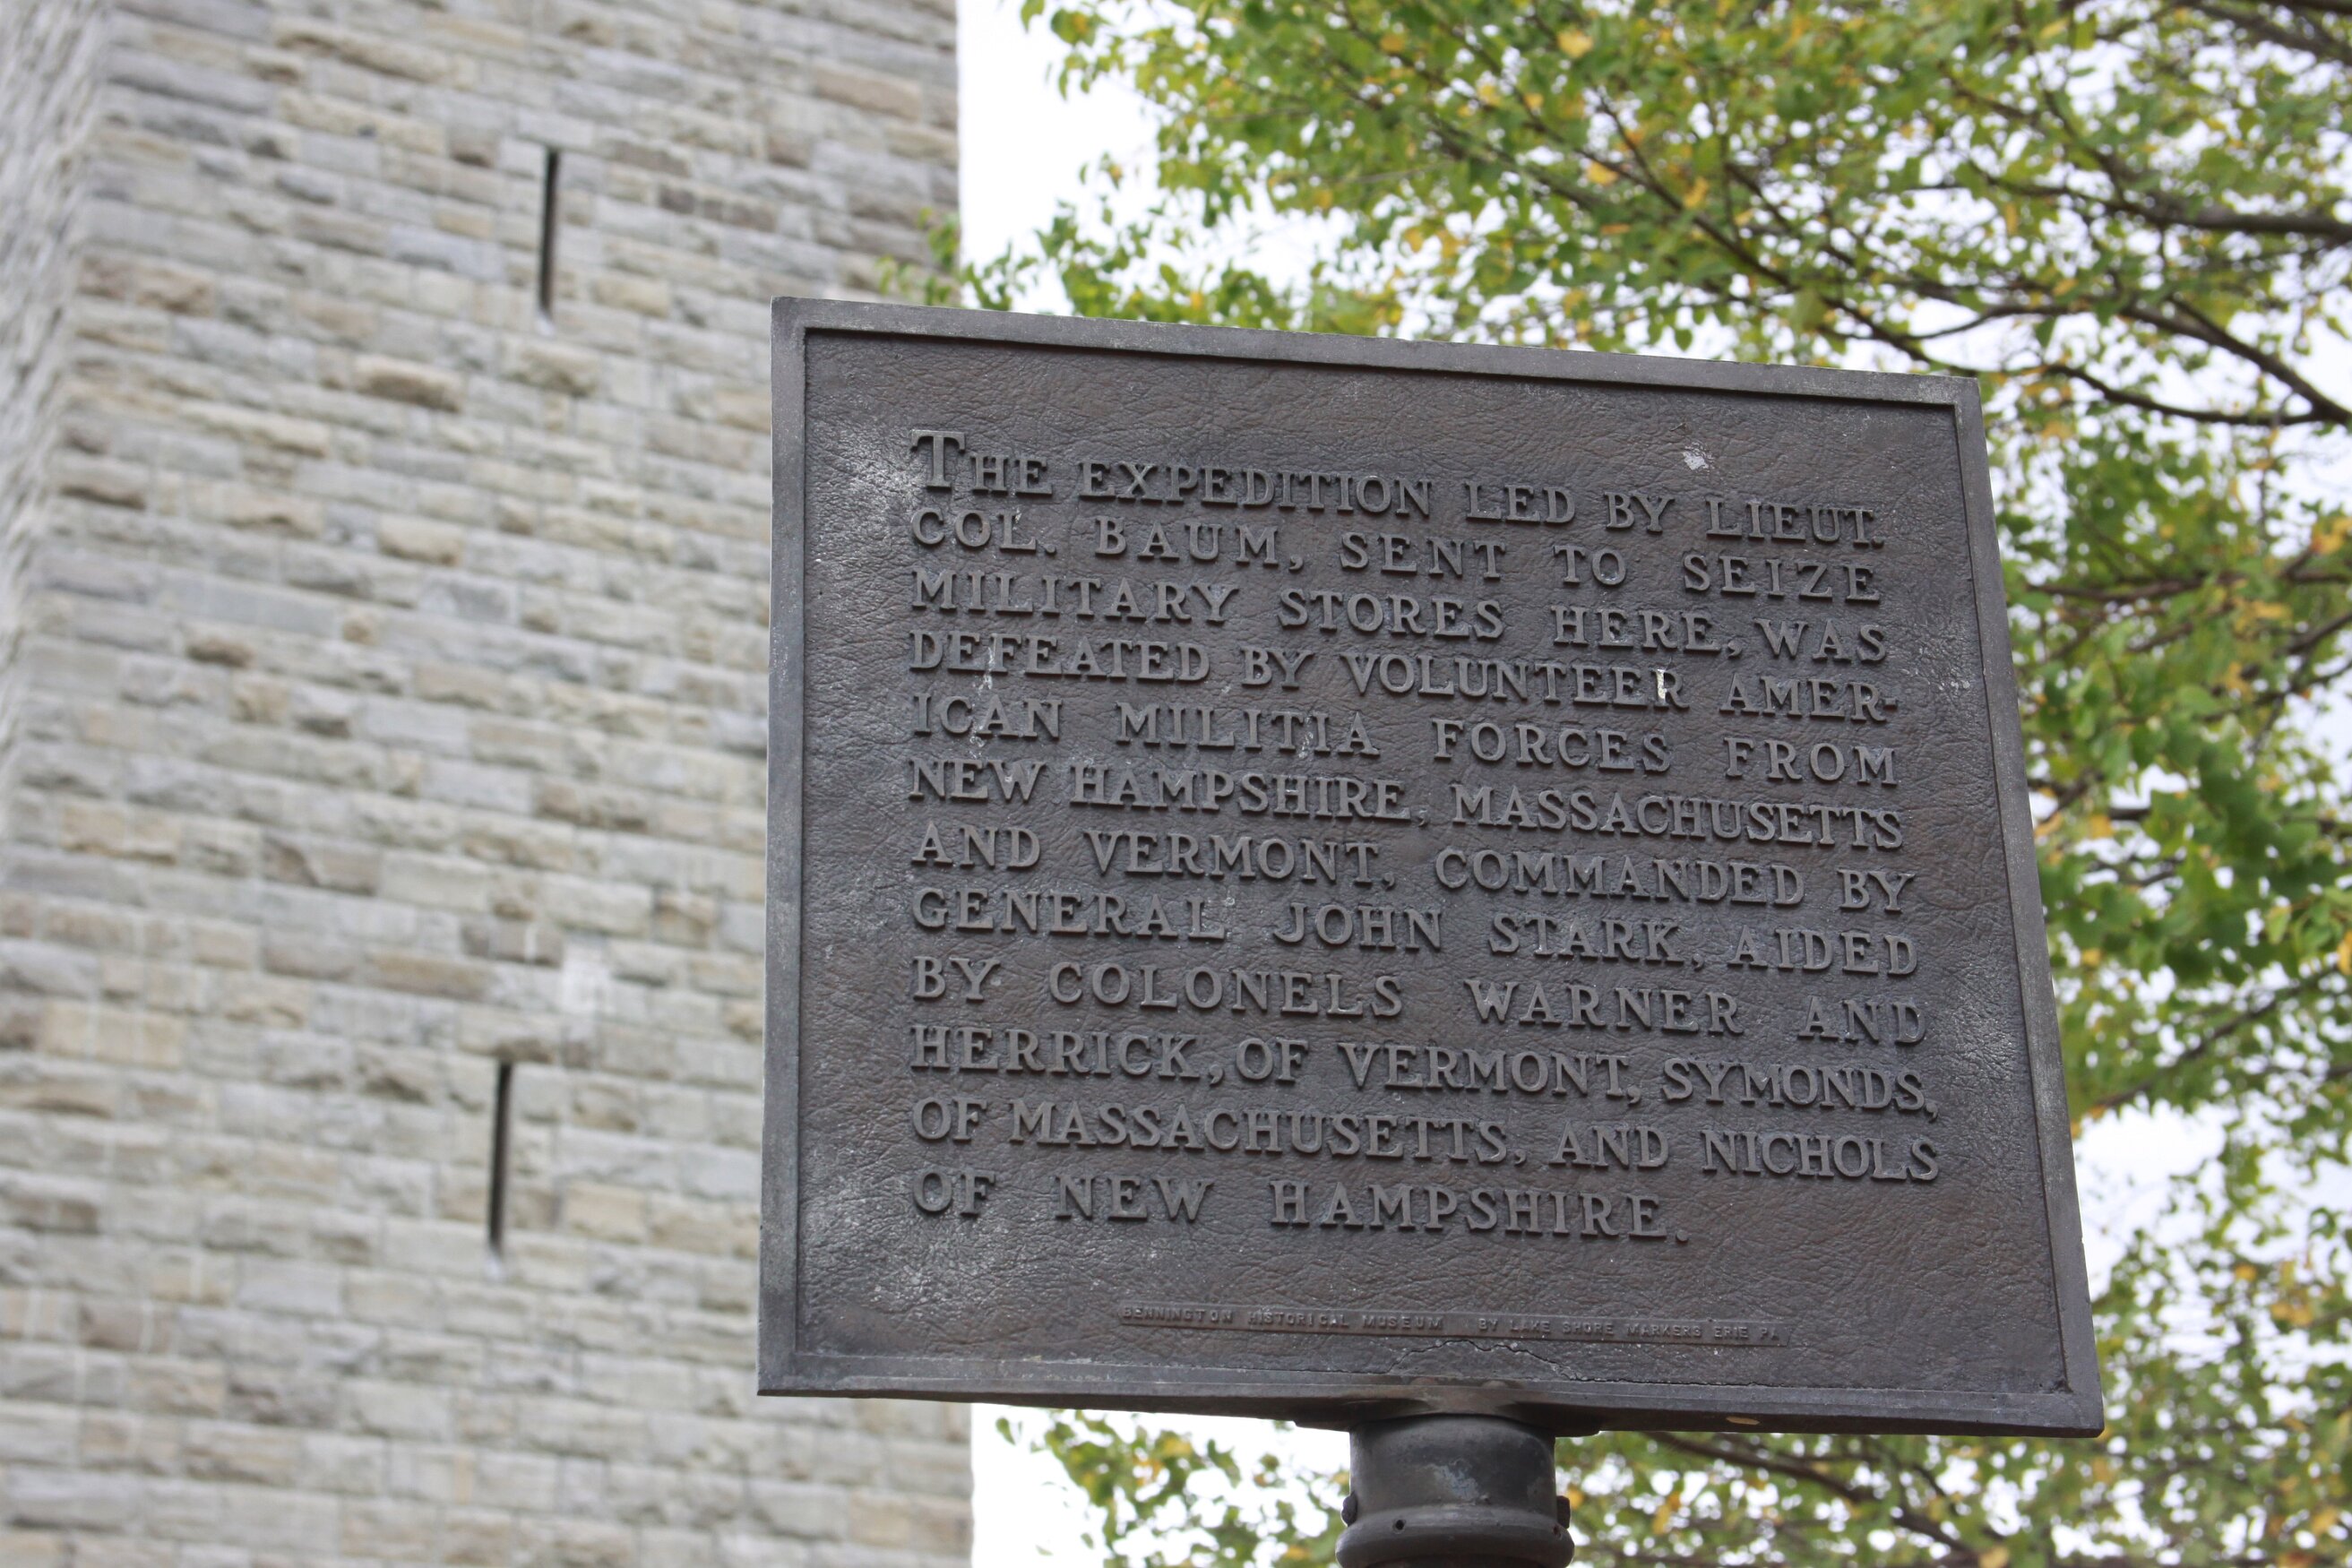 THE EXPEDITION LED BY LIEUT.
COL. BAUM, SENT TO SEIZE
MILITARY STORES HERE, WAS
DEFEATED BY VOLUNTEER AMER-
ICAN MILITIA FORCES FROM
NEW HAMPSHIRE, MASSACHUSETTS
AND VERMONT, COMMANDED BY
GENERAL JOHN STARK, AIDED
BY COLONELS WARNER AND
HERRICK, OF VERMONT, SYMONDS,
OF MASSACHUSETTS, AND NICHOLS
OF NEW HAMPSHIRE.
BENNINGTON HISTORICAL MUSEUM BY LAKE SHORE MARKERS ERIE PA